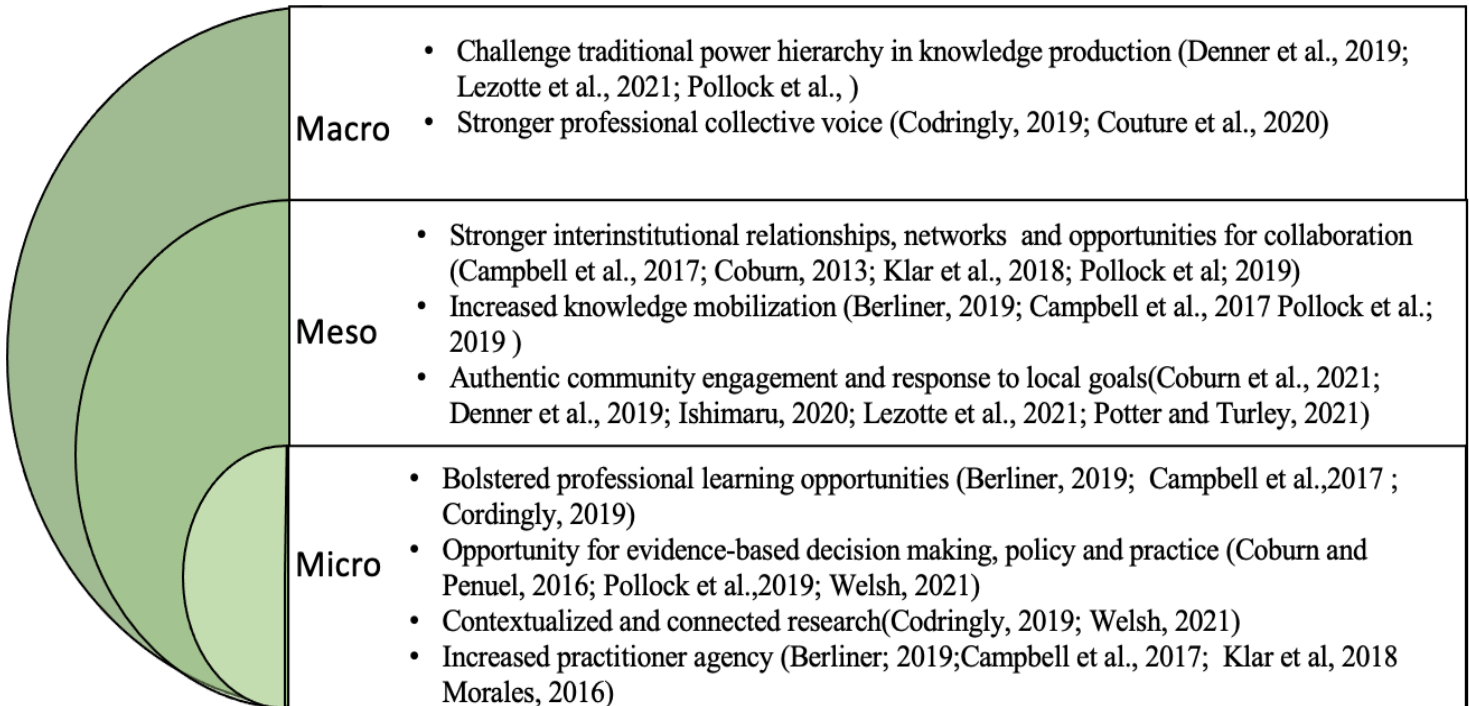 Macro
• Challenge traditional power hierarchy in knowledge production (Denner et al., 2019;
Lezotte et al., 2021; Pollock et al., )
• Stronger professional collective voice (Codringly, 2019; Couture et al., 2020)
Meso
• Stronger interinstitutional relationships, networks  and opportunities for collaboration
(Campbell et al., 2017; Coburn, 2013; Klar et al., 2018; Pollock et al; 2019)
• Increased knowledge mobilization (Berliner, 2019; Campbell et al., 2017 Pollock et al.;
2019 )
• Authentic community engagement and response to local goals(Coburn et al., 2021;
Denner et al., 2019; Ishimaru, 2020; Lezotte et al., 2021; Potter and Turley, 2021)
Micro
• Bolstered professional learning opportunities (Berliner, 2019;  Campbell et al.,2017 ;
Cordingly, 2019)
• Opportunity for evidence-based decision making, policy and practice (Coburn and
Penuel, 2016; Pollock et al.,2019; Welsh, 2021)
• Contextualized and connected research(Codringly, 2019; Welsh, 2021)
• Increased practitioner agency (Berliner; 2019;Campbell et al., 2017;  Klar et al, 2018
Morales, 2016)